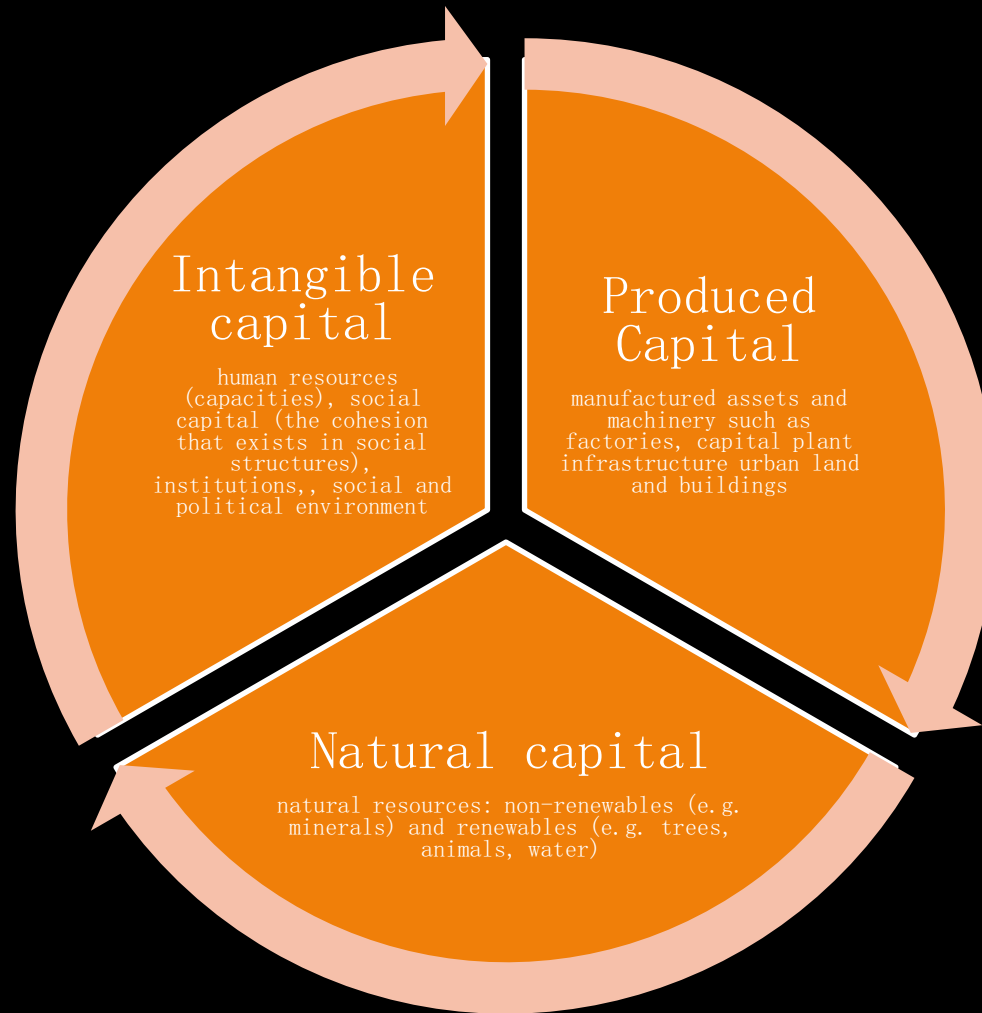 Intangible
capital
human resources
(capacities), social
capital (the cohesion
that exists in social
structures),
institutions,, social and
political environment
Produced
Capital
manufactured assets and
machinery such as
factories, capital plant
infrastructure urban land
and buildings
Natural capital
natural resources: non-renewables (e.g.
minerals) and renewables (e.g. trees,
animals, water)